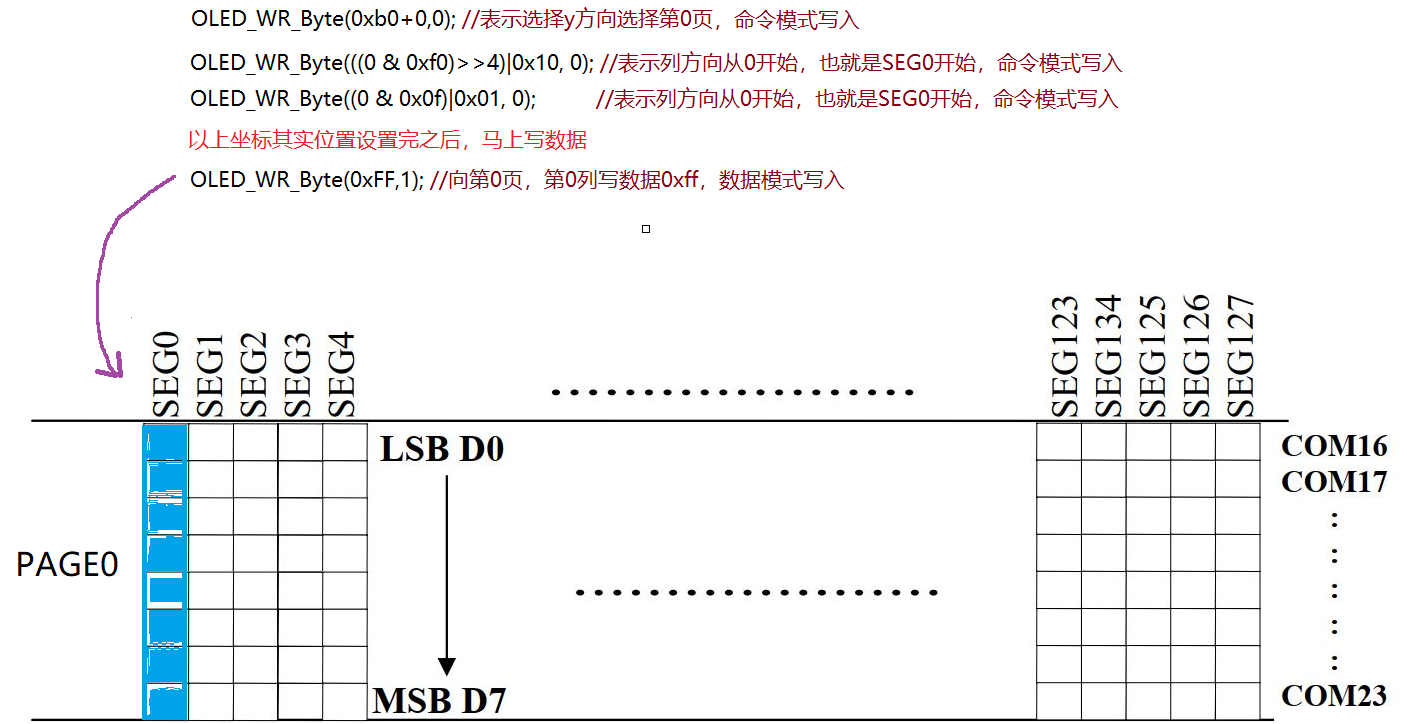 OLED_WR_Byte(0xb0+0,0); //表示选择y方向选择第0页，命令模式写入
OLED_WR_Byte(((0 & 0xf0)>>4)|0x10, 0); //表示列方向从0开始，也就是SEG0开始，命令模式写入
OLED_WR_Byte((0 & 0x0f)|0x01, 0); //表示列方向从0开始，也就是SEG0开始，命令模式写入
以上坐标其实位置设置完之后，马上写数据
OLED_WR_Byte(0xFF,1); //向第0页，第0列写数据0xff，数据模式写入
SEG0
SEG1
SEG2
SEG3
SEG4
SEG123
SEG134
SEG125
SEG126
SEG127
LSB D0
COM16
COM17
PAGE0
MSB D7
COM23